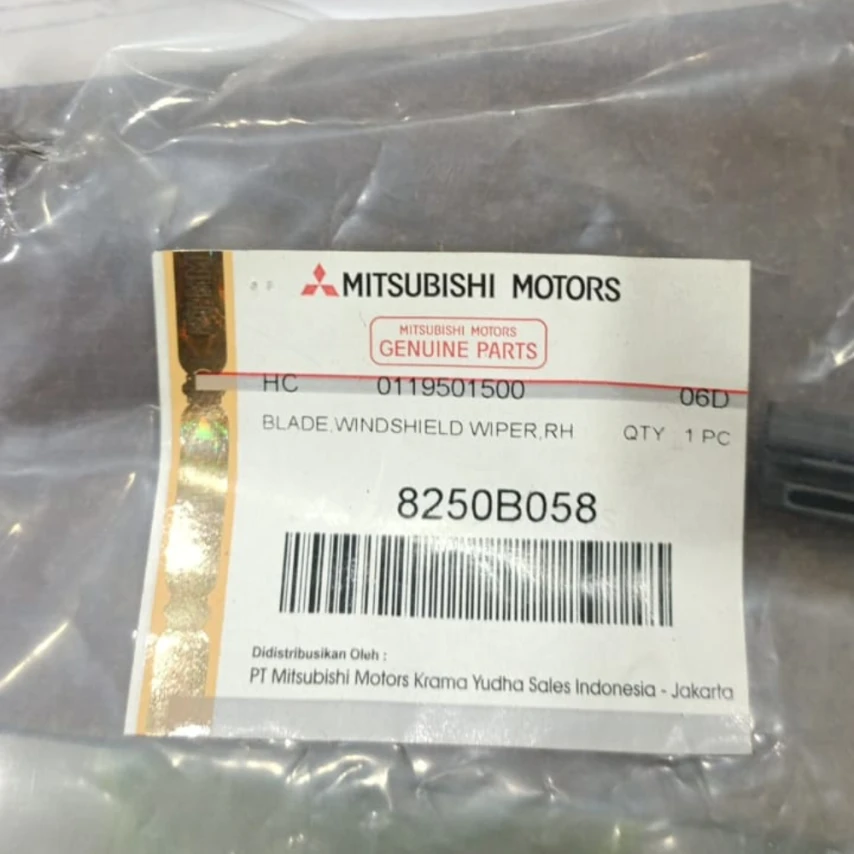 MITSUBISHI MOTORS
MITSUBISHI MOTORS
GENUINE PARTS
HC 0119501500 06D
BLADE,WINDSHIELD WIPER,RH QTY 1 PC
8250B058
Didistribusikan Oleh :
PT Mitsubishi Motors Krama Yudha Sales Indonesia - Jakarta